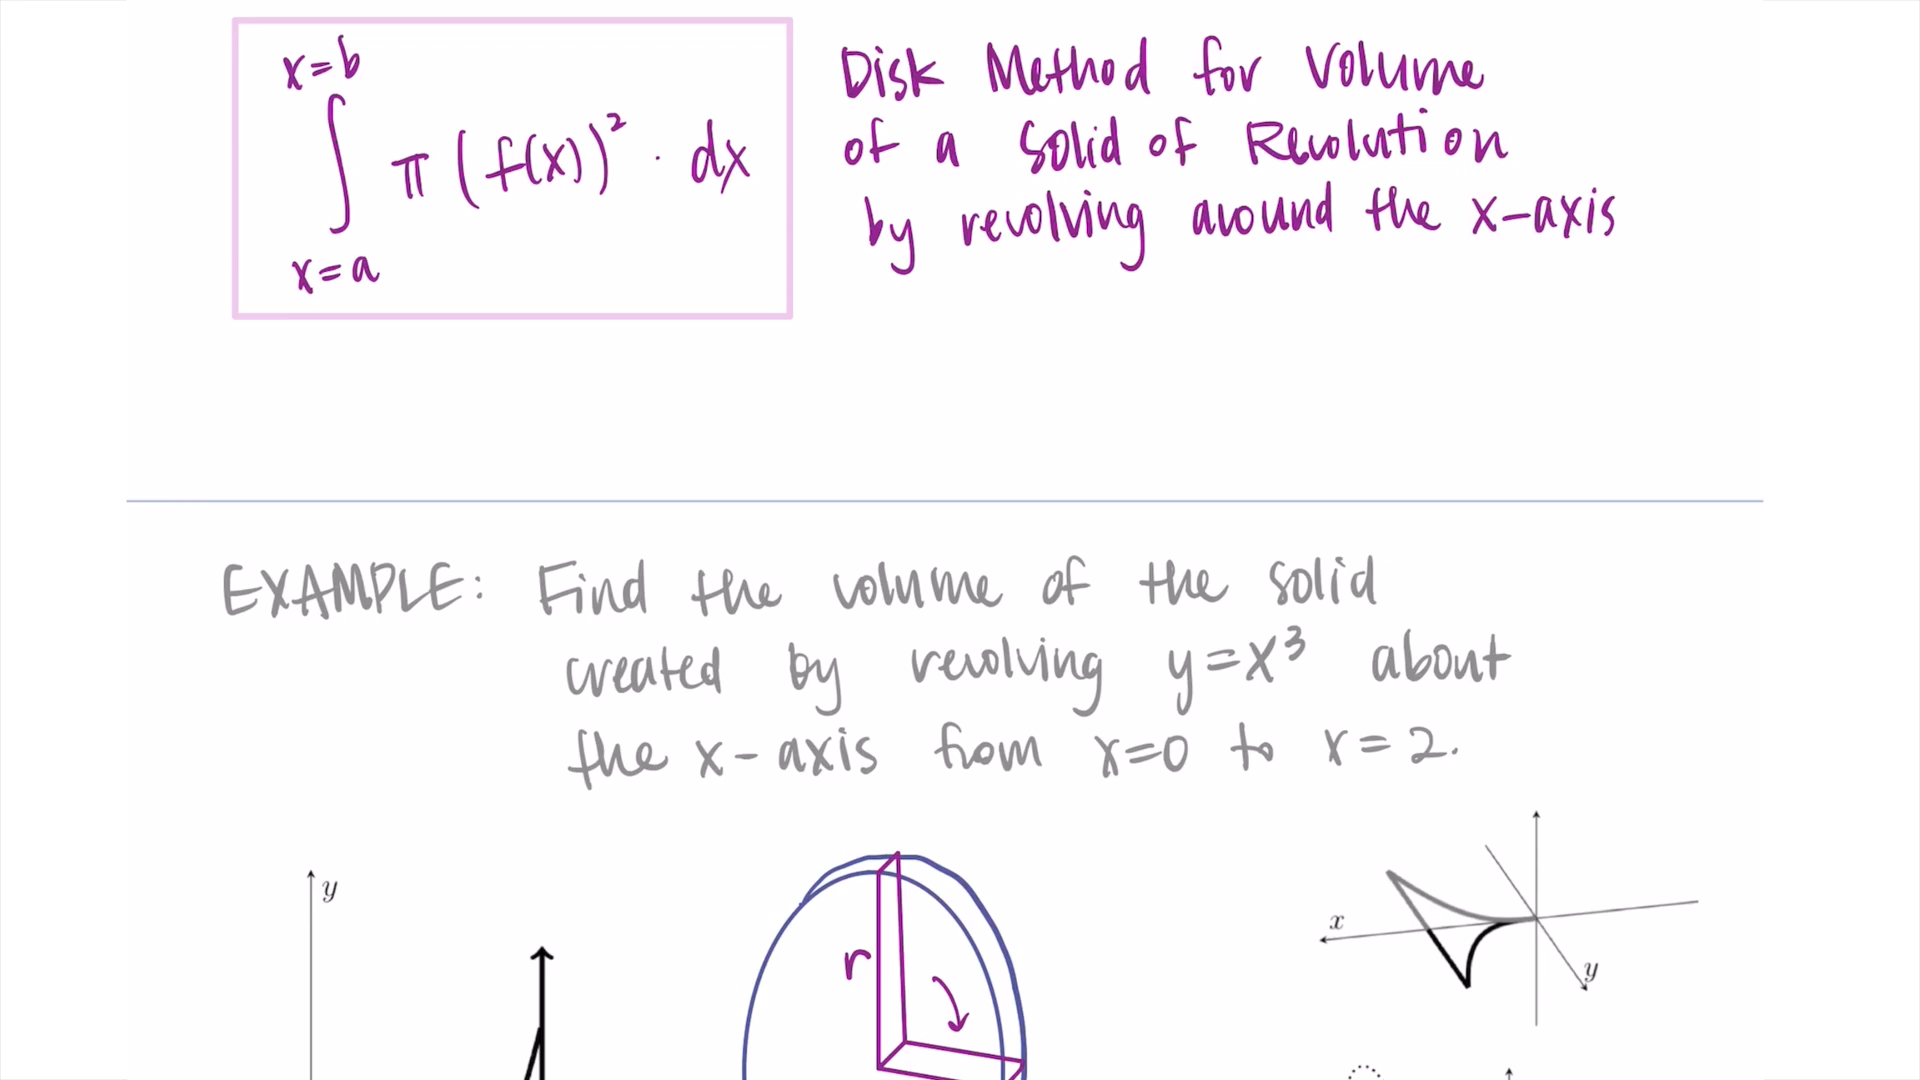 x=b
∫ π (f(x))² · dx
x=a
Disk Method for Volume
of a Solid of Revolution
by revolving around the x-axis
EXAMPLE: Find the volume of the solid
created by revolving y=x³ about
the x-axis from x=0 to x=2.
y
r
x
y